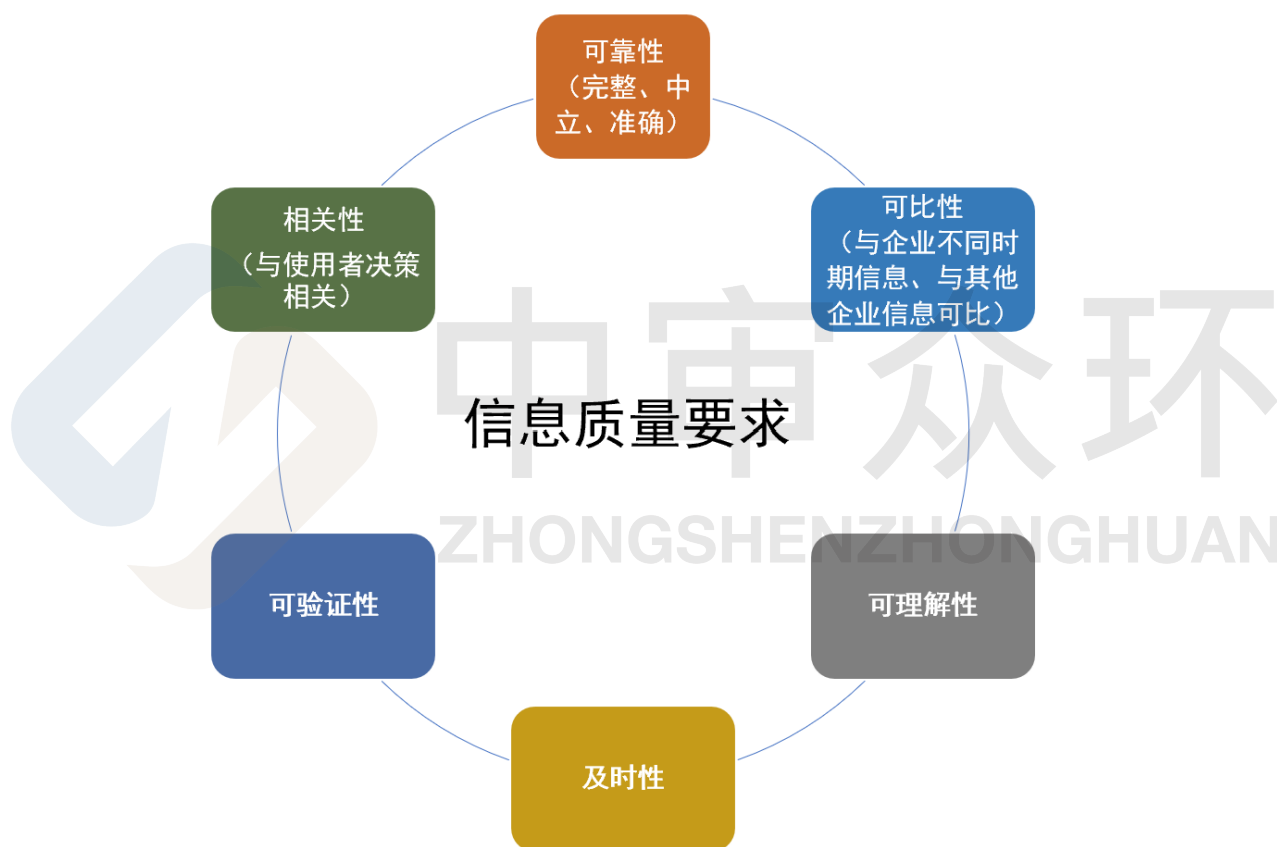 可靠性
（完整、中
立、准确）
相关性
（与使用者决策
相关）
可比性
（与企业不同时
期信息、与其他
企业信息可比）
中审众环
信息质量要求
ZHONGSHENZHONGHUAN
可验证性
可理解性
及时性